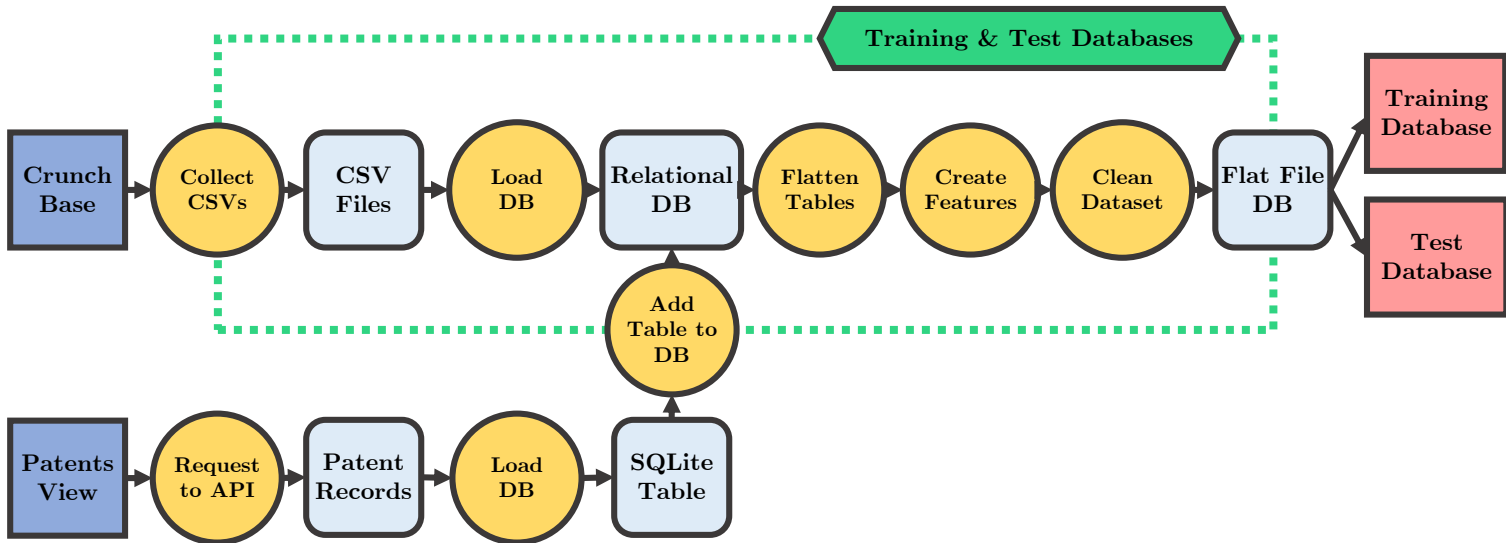 Training & Test Databases
Crunch
Base
Collect
CSVs
CSV
Files
Load
DB
Relational
DB
Flatten
Tables
Create
Features
Clean
Dataset
Flat File
DB
Training
Database
Test
Database
Add
Table to
DB
Patents
View
Request
to API
Patent
Records
Load
DB
SQLite
Table